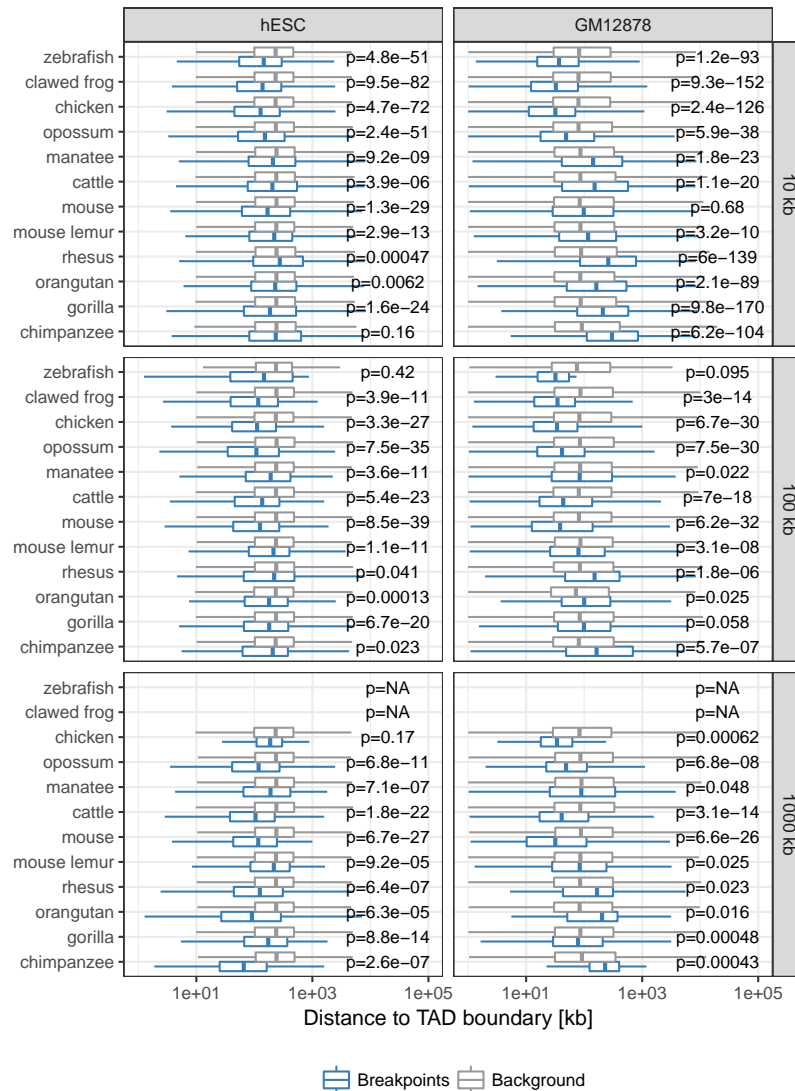 hESC GM12878
zebrafish p=4.8e−51 p=1.2e−93
clawed frog p=9.5e−82 p=9.3e−152
chicken p=4.7e−72 p=2.4e−126
opossum p=2.4e−51 p=5.9e−38
manatee p=9.2e−09 p=1.8e−23
cattle p=3.9e−06 p=1.1e−20
mouse p=1.3e−29 p=0.68
mouse lemur p=2.9e−13 p=3.2e−10
rhesus p=0.00047 p=6e−139
orangutan p=0.0062 p=2.1e−89
gorilla p=1.6e−24 p=9.8e−170
chimpanzee p=0.16 p=6.2e−104
10 kb
zebrafish p=0.42 p=0.095
clawed frog p=3.9e−11 p=3e−14
chicken p=3.3e−27 p=6.7e−30
opossum p=7.5e−35 p=7.5e−30
manatee p=3.6e−11 p=0.022
cattle p=5.4e−23 p=7e−18
mouse p=8.5e−39 p=6.2e−32
mouse lemur p=1.1e−11 p=3.1e−08
rhesus p=0.041 p=1.8e−06
orangutan p=0.00013 p=0.025
gorilla p=6.7e−20 p=0.058
chimpanzee p=0.023 p=5.7e−07
100 kb
zebrafish p=NA p=NA
clawed frog p=NA p=NA
chicken p=0.17 p=0.00062
opossum p=6.8e−11 p=6.8e−08
manatee p=7.1e−07 p=0.048
cattle p=1.8e−22 p=3.1e−14
mouse p=6.7e−27 p=6.6e−26
mouse lemur p=9.2e−05 p=0.025
rhesus p=6.4e−07 p=0.023
orangutan p=6.3e−05 p=0.016
gorilla p=8.8e−14 p=0.00048
chimpanzee p=2.6e−07 p=0.00043
1000 kb
1e+01 1e+03 1e+05 1e+01 1e+03 1e+05
Distance to TAD boundary [kb]
Breakpoints Background